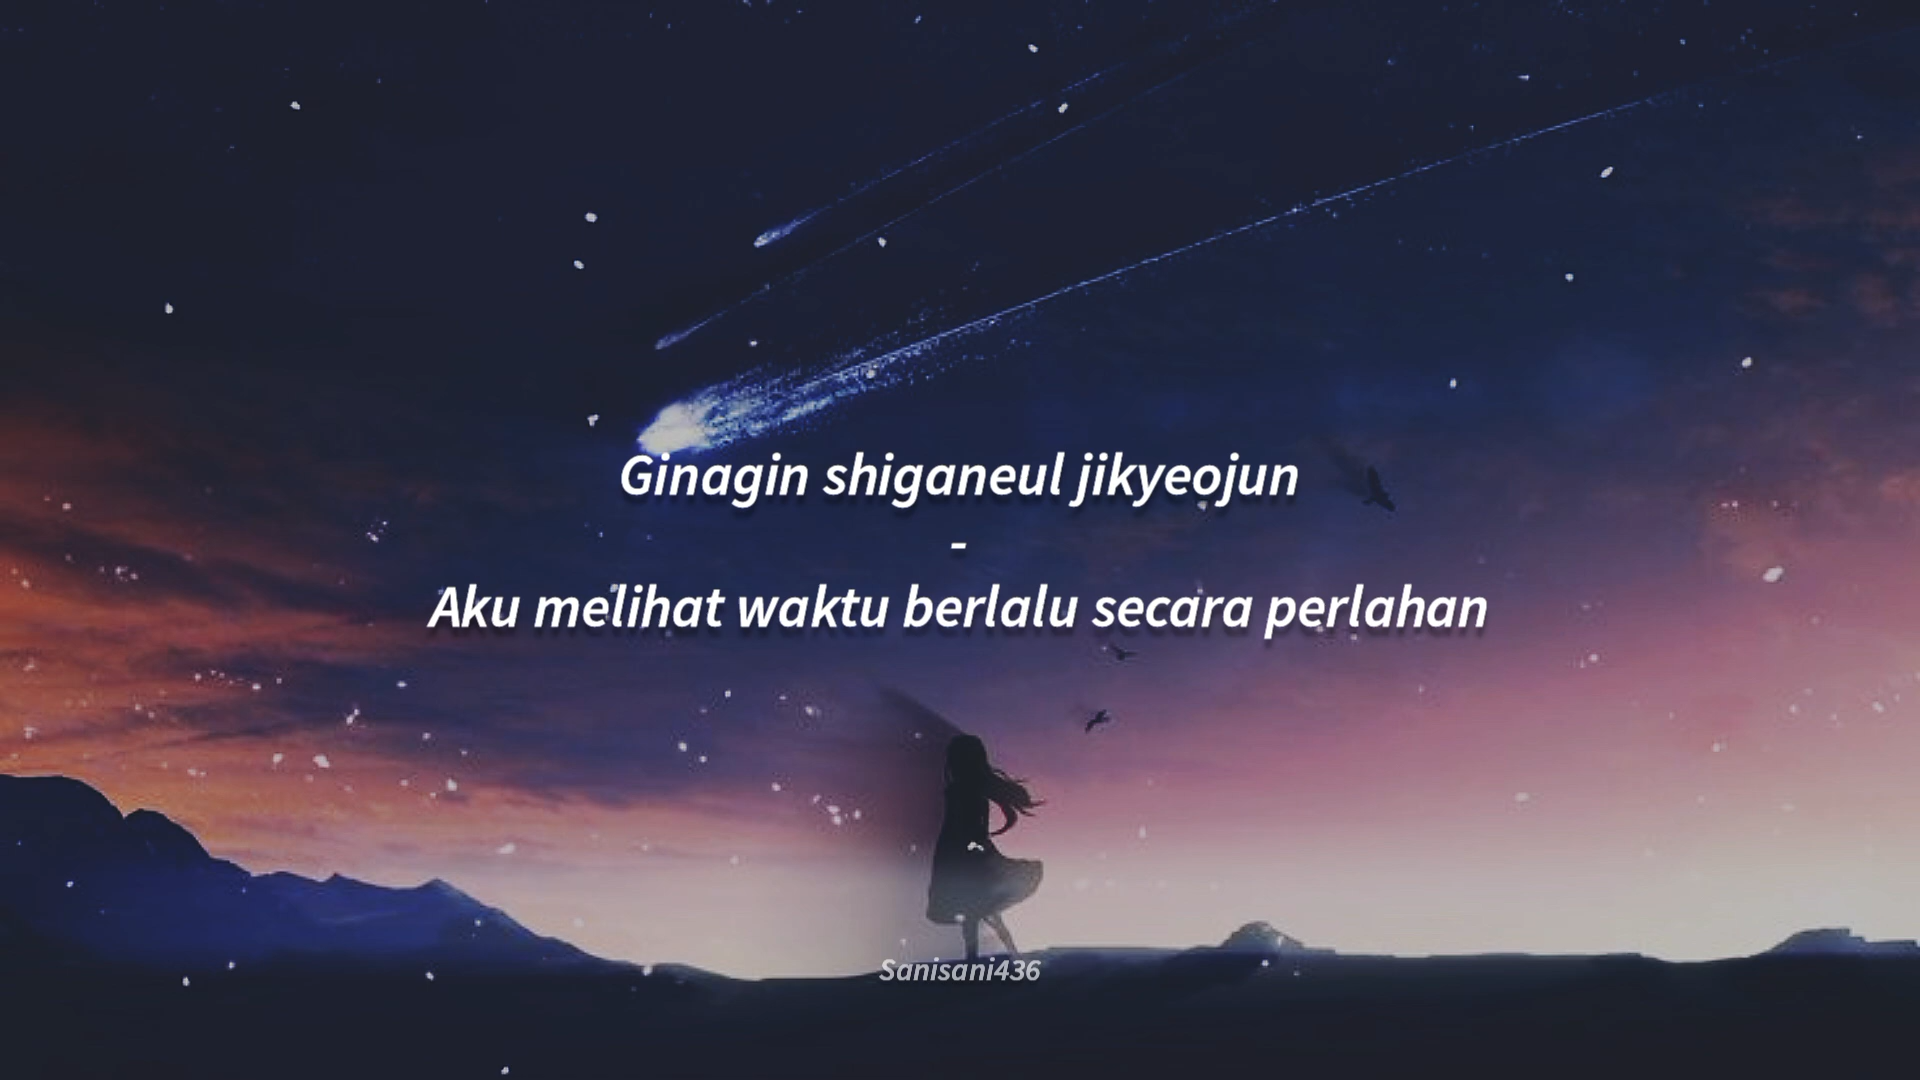 Ginagin shiganeul jikyeojun
-
Aku melihat waktu berlalu secara perlahan
Sanisani436